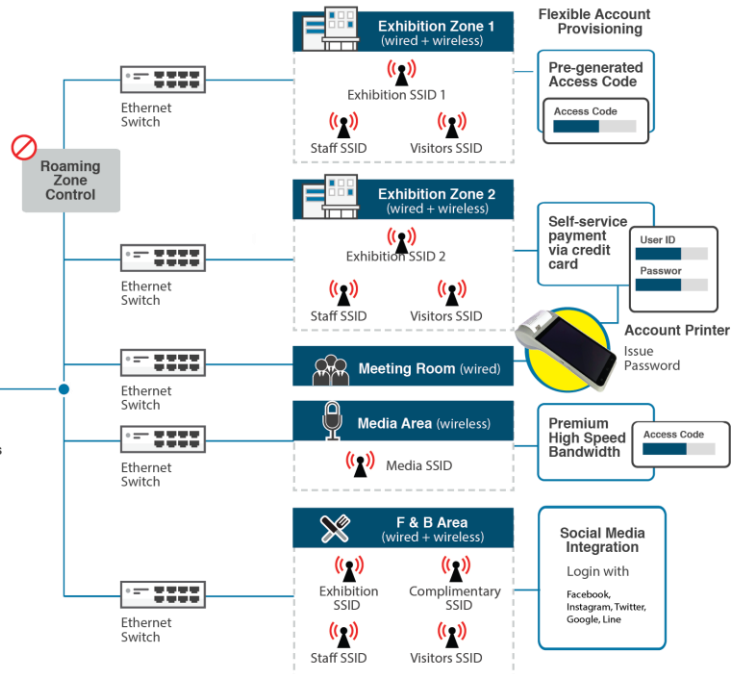 Flexible Account
Provisioning
Exhibition Zone 1
(wired + wireless)
Exhibition SSID 1
Staff SSID
Visitors SSID
Pre-generated
Access Code
Access Code
Ethernet
Switch
Roaming
Zone
Control
Exhibition Zone 2
(wired + wireless)
Exhibition SSID 2
Staff SSID
Visitors SSID
Self-service
payment
via credit
card
User ID
Passwor
Ethernet
Switch
Account Printer
Issue
Password
Meeting Room (wired)
Ethernet
Switch
Media Area (wireless)
Media SSID
Premium
High Speed
Bandwidth
Access Code
s
Ethernet
Switch
F & B Area
(wired + wireless)
Exhibition
SSID
Complimentary
SSID
Staff SSID
Visitors SSID
Social Media
Integration
Login with
Facebook,
Instagram, Twitter,
Google, Line
Ethernet
Switch